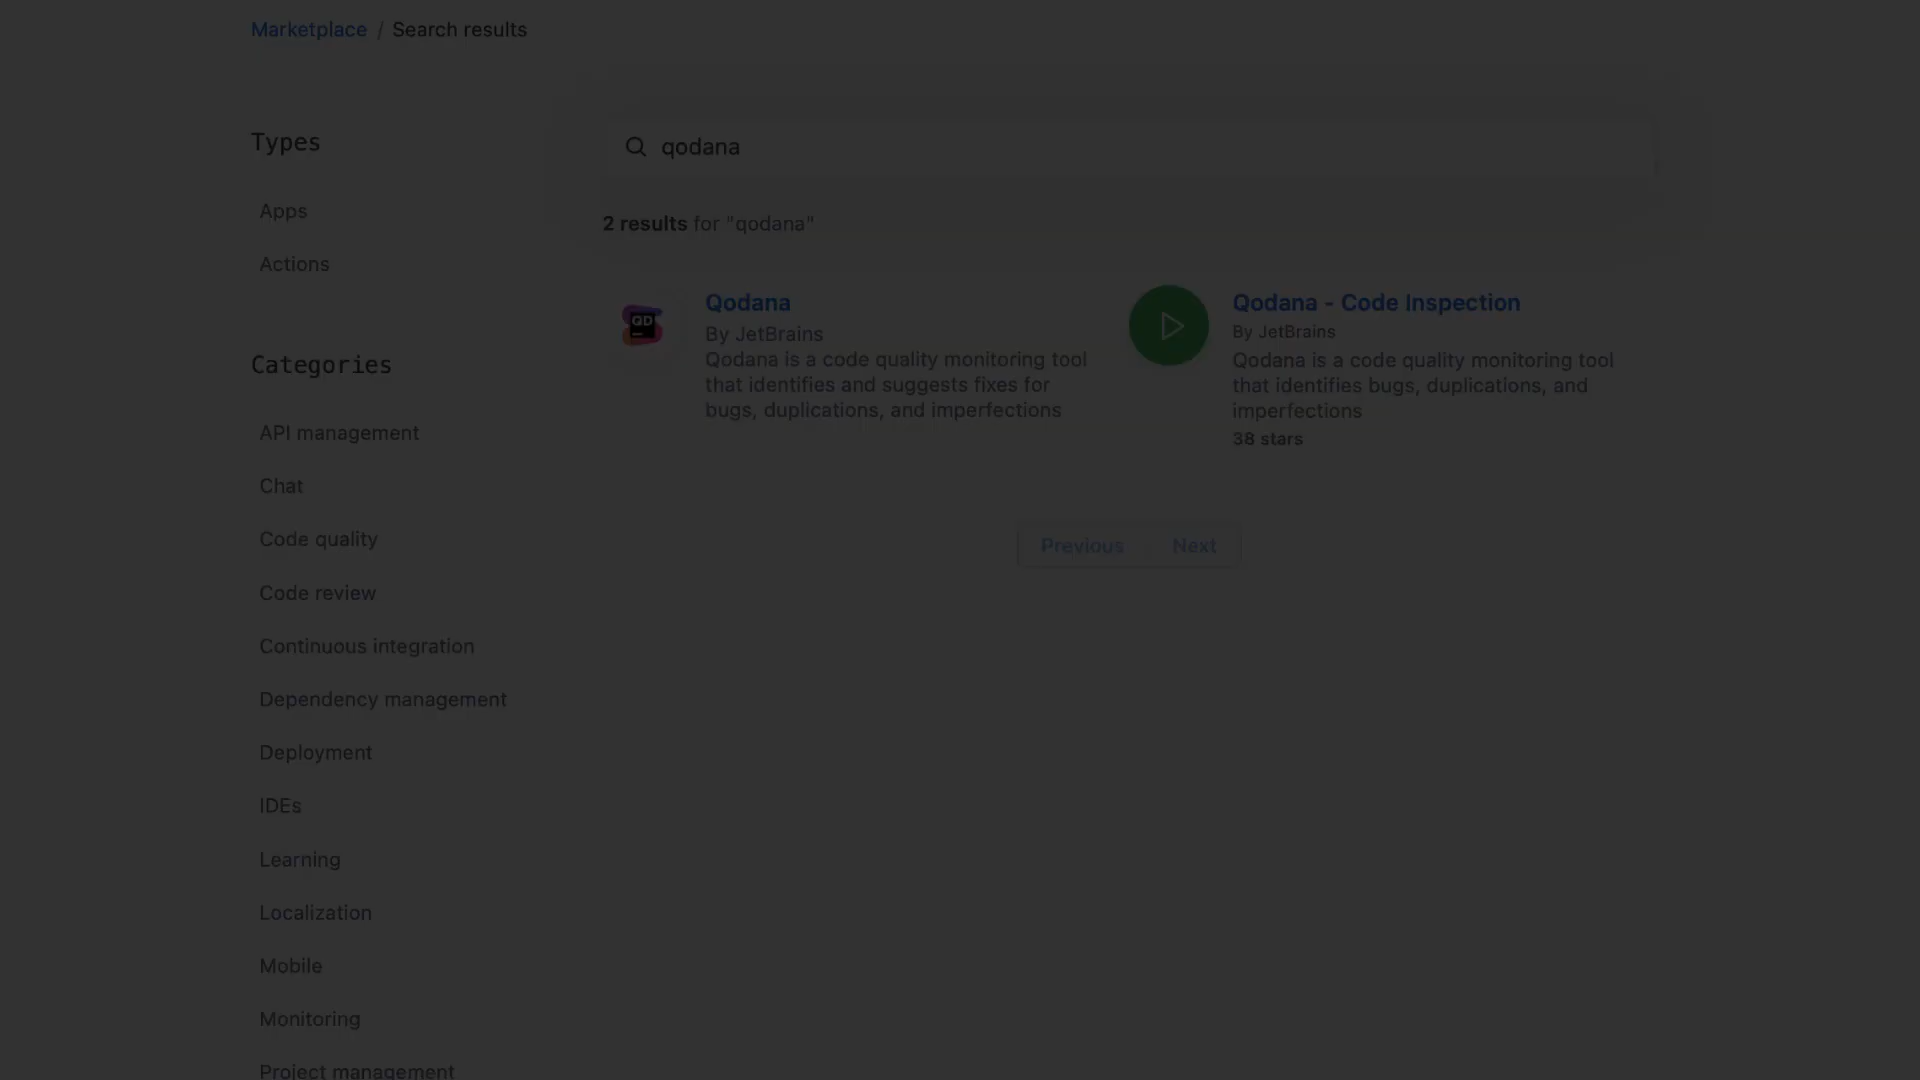 Marketplace / Search results
Types
Apps
Actions
Categories
API management
Chat
Code quality
Code review
Continuous integration
Dependency management
Deployment
IDEs
Learning
Localization
Mobile
Monitoring
Project management
qodana
2 results for "qodana"
QD
Qodana
By JetBrains
Qodana is a code quality monitoring tool
that identifies and suggests fixes for
bugs, duplications, and imperfections
Qodana - Code Inspection
By JetBrains
Qodana is a code quality monitoring tool
that identifies bugs, duplications, and
imperfections
38 stars
Previous Next